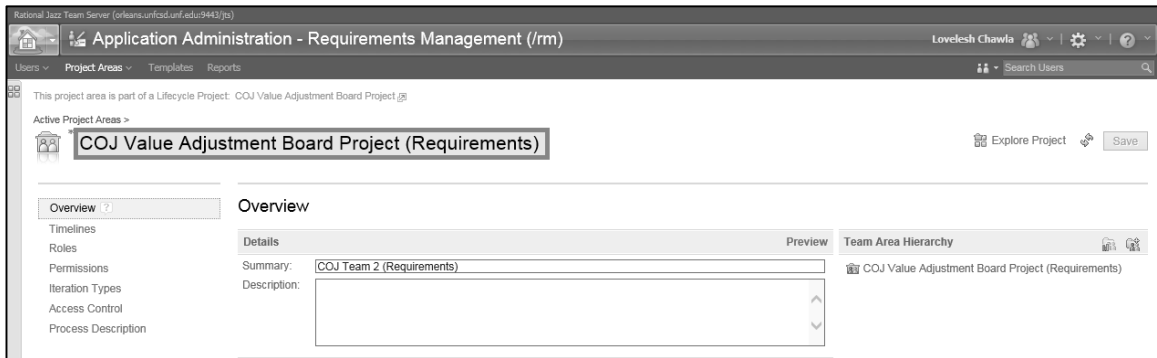 Rational Jazz Team Server (orleans.unfcsd.unf.edu:9443/jts)
Application Administration - Requirements Management (/rm)
Lovelesh Chawla
Users Project Areas Templates Reports
Search Users
This project area is part of a Lifecycle Project: COJ Value Adjustment Board Project
Active Project Areas >
* COJ Value Adjustment Board Project (Requirements)
Explore Project
Save
Overview ?
Timelines
Roles
Permissions
Iteration Types
Access Control
Process Description
Overview
Details Preview
Summary: COJ Team 2 (Requirements)
Description:
Team Area Hierarchy
COJ Value Adjustment Board Project (Requirements)